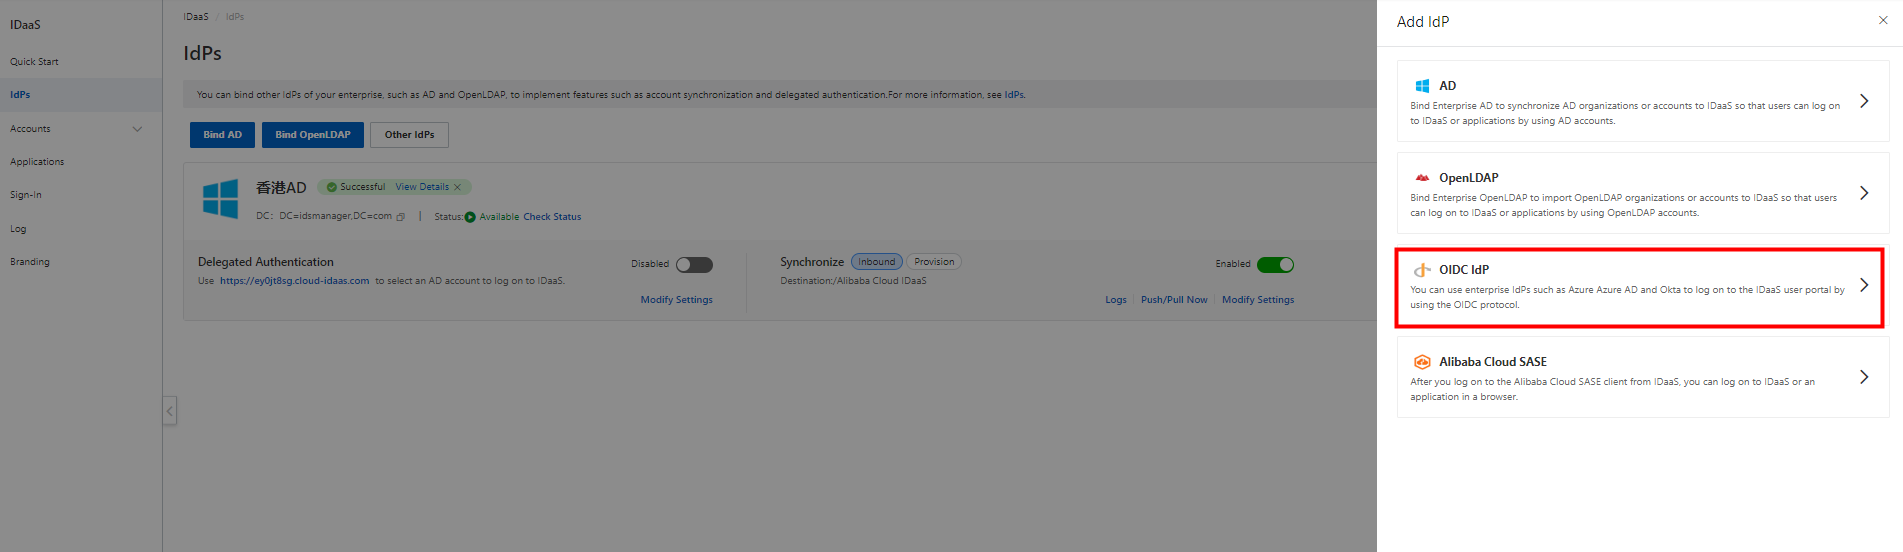 IDaaS
Quick Start
IdPs
Accounts
Applications
Sign-In
Log
Branding
IDaaS / IdPs
IdPs
You can bind other IdPs of your enterprise, such as AD and OpenLDAP, to implement features such as account synchronization and delegated authentication.For more information, see IdPs.
Bind AD Bind OpenLDAP Other IdPs
香港AD Successful View Details
DC: DC=idsmanager,DC=com | Status: Available Check Status
Delegated Authentication Disabled
Use https://ey0jt8sg.cloud-idaas.com to select an AD account to log on to IDaaS.
Modify Settings
Synchronize Inbound Provision Enabled
Destination:/Alibaba Cloud IDaaS
Logs Push/Pull Now Modify Settings
Add IdP
AD
Bind Enterprise AD to synchronize AD organizations or accounts to IDaaS so that users can log on
to IDaaS or applications by using AD accounts.
OpenLDAP
Bind Enterprise OpenLDAP to import OpenLDAP organizations or accounts to IDaaS so that users
can log on to IDaaS or applications by using OpenLDAP accounts.
OIDC IdP
You can use enterprise IdPs such as Azure Azure AD and Okta to log on to the IDaaS user portal by
using the OIDC protocol.
Alibaba Cloud SASE
After you log on to the Alibaba Cloud SASE client from IDaaS, you can log on to IDaaS or an
application in a browser.